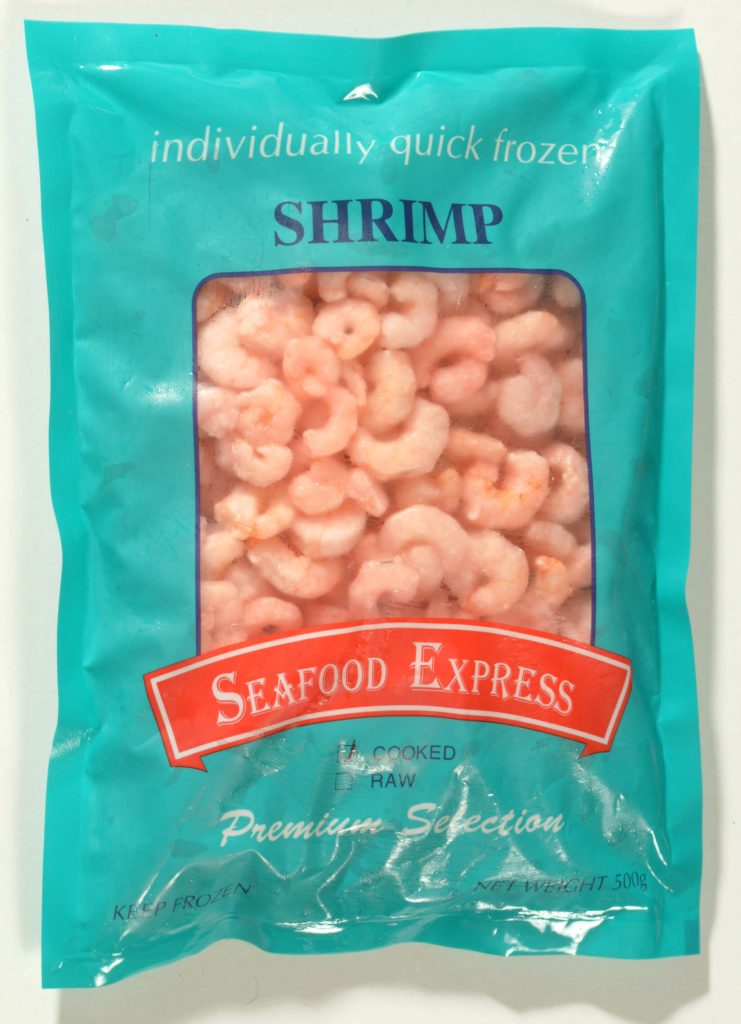 individually quick frozen
SHRIMP
SEAFOOD EXPRESS
COOKED
RAW
Premium Selection
KEEP FROZEN
NET WEIGHT 500g